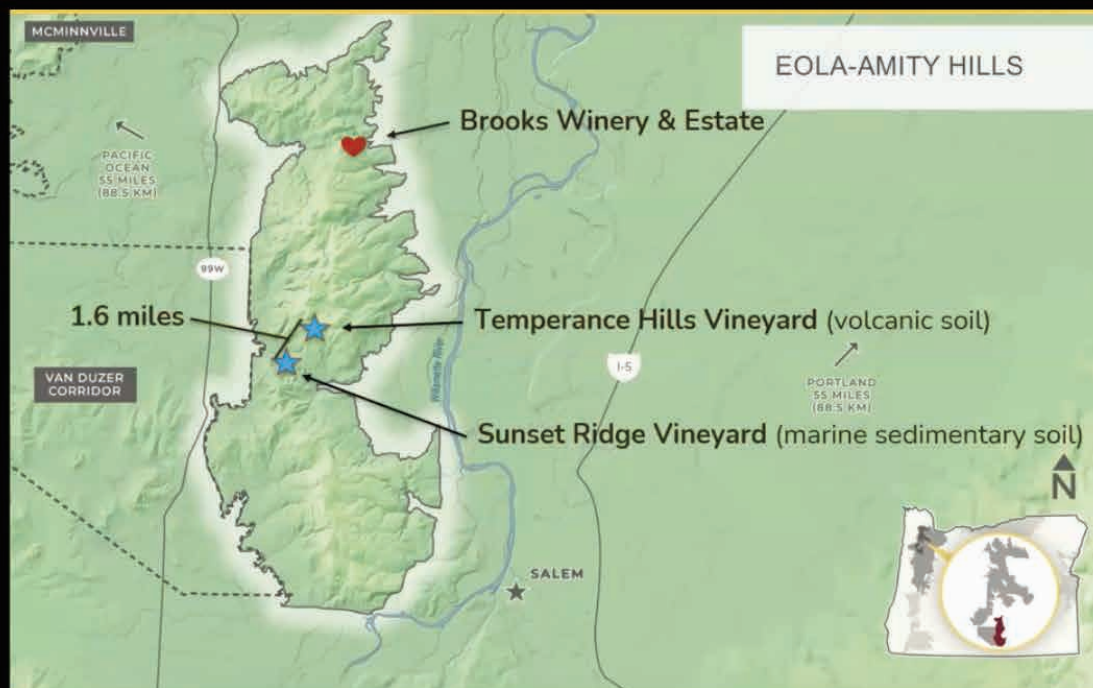 MCMINNVILLE
EOLA-AMITY HILLS
Brooks Winery & Estate
PACIFIC
OCEAN
55 MILES
(88.5 KM)
99W
1.6 miles
Temperance Hills Vineyard (volcanic soil)
Willamette River
I-5
VAN DUZER
CORRIDOR
PORTLAND
55 MILES
(88.5 KM)
Sunset Ridge Vineyard (marine sedimentary soil)
N
SALEM